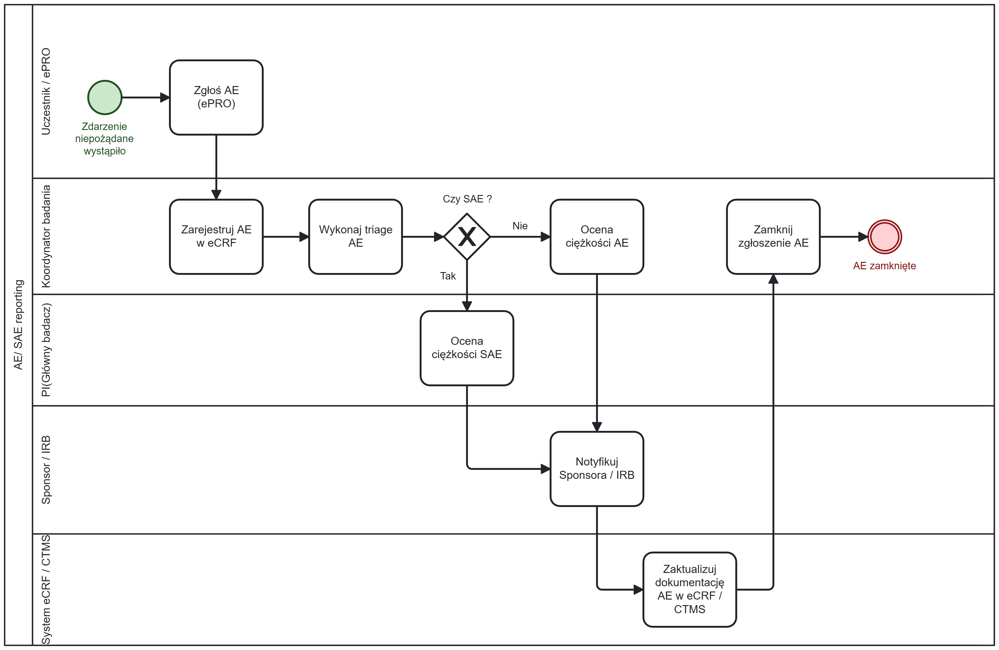 AE/ SAE reporting
Uczestnik / ePRO
Zdarzenie
niepożądane
wystąpiło
Zgłoś AE
(ePRO)
Koordynator badania
Zarejestruj AE
w eCRF
Wykonaj triage
AE
Czy SAE ?
X
Nie
Tak
Ocena
ciężkości AE
Zamknij
zgłoszenie AE
AE zamknięte
PI(Główny badacz)
Ocena
ciężkości SAE
Sponsor / IRB
Notyfikuj
Sponsora / IRB
System eCRF / CTMS
Zaktualizuj
dokumentację
AE w eCRF /
CTMS